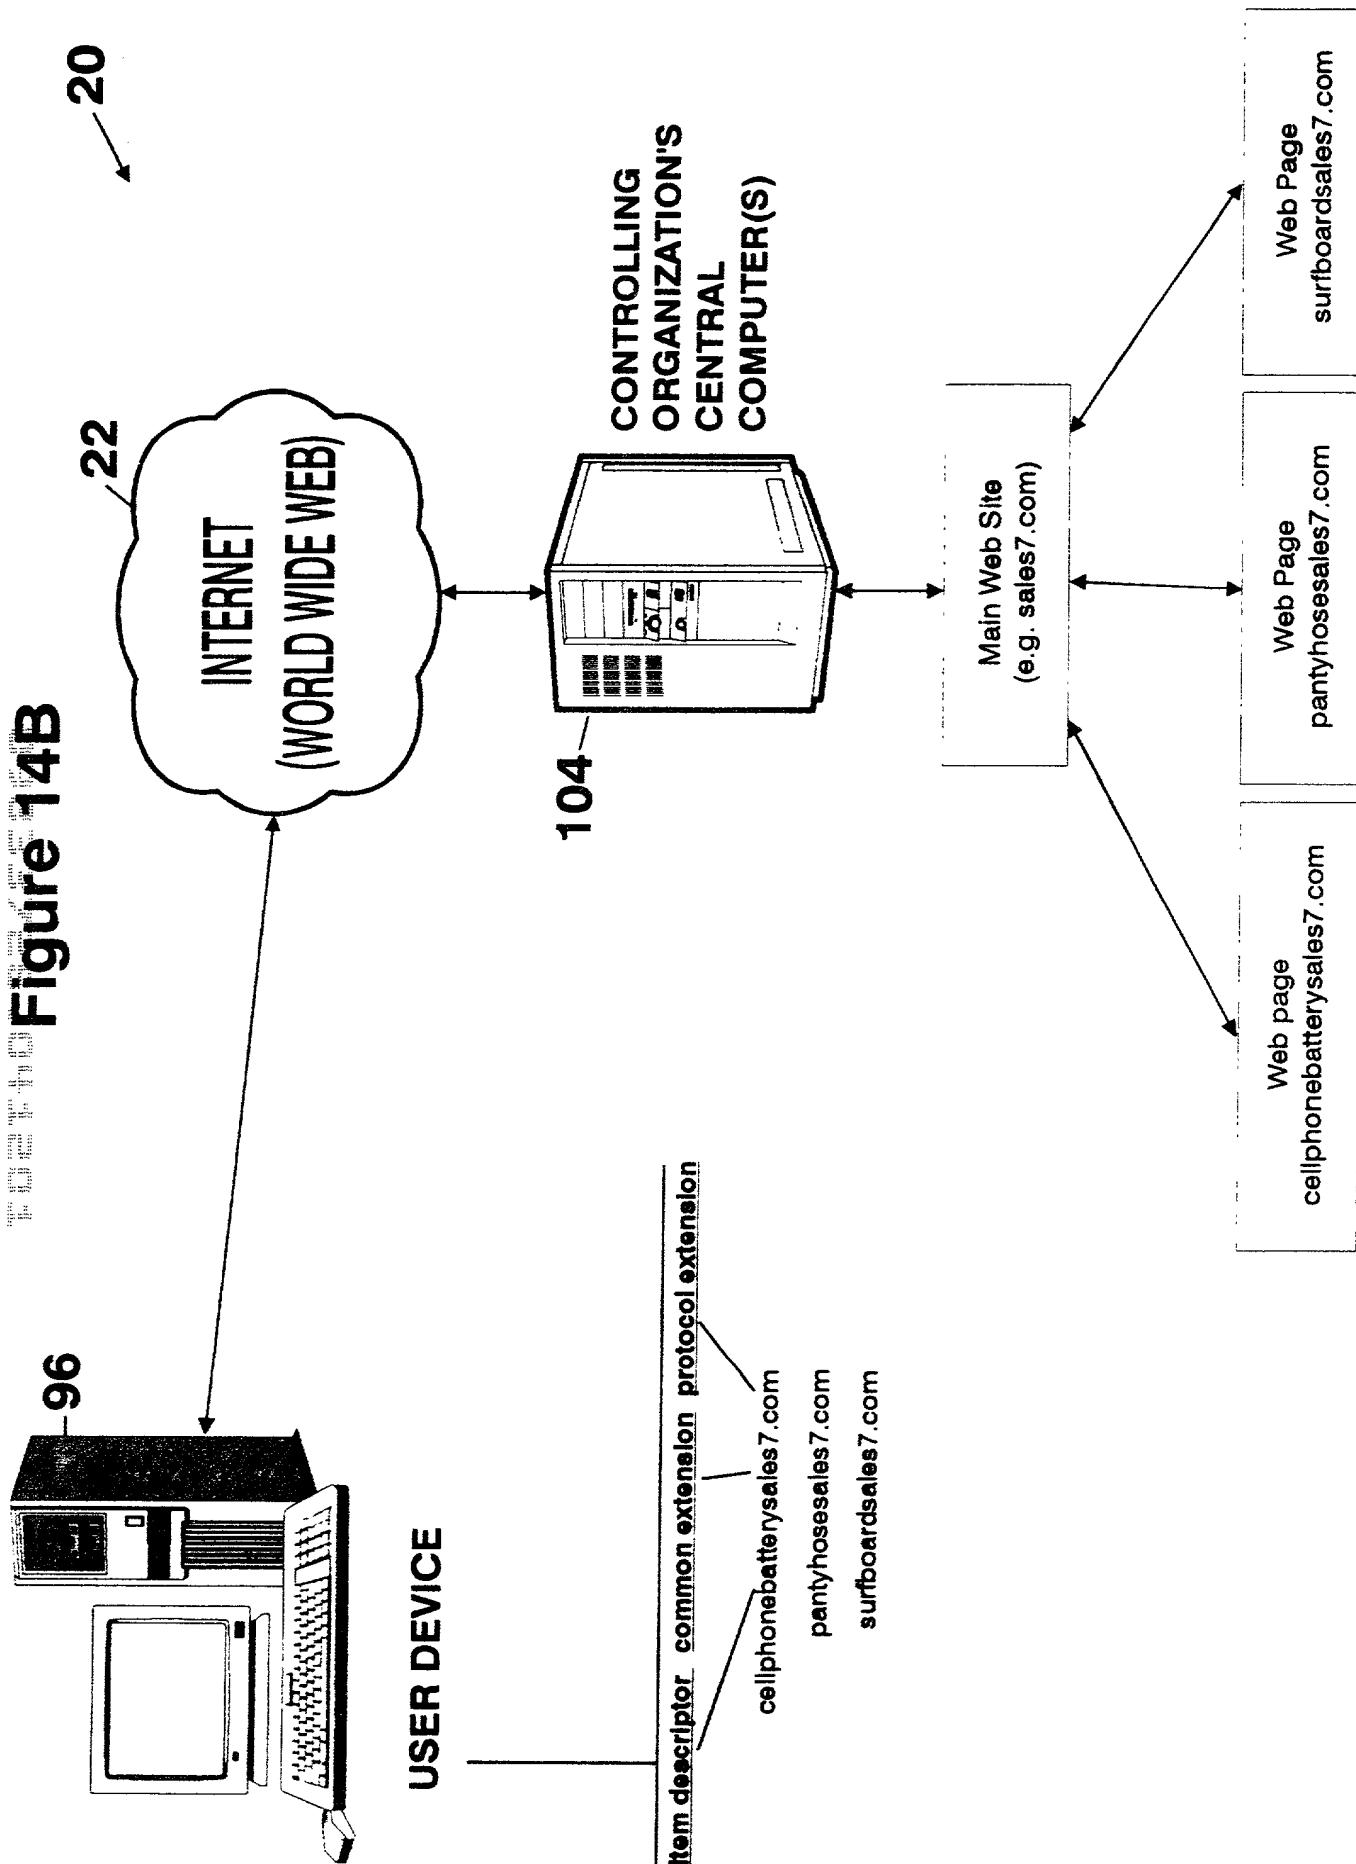 Figure 14B
20
22
INTERNET
(WORLD WIDE WEB)
96
USER DEVICE
104
CONTROLLING
ORGANIZATION'S
CENTRAL
COMPUTER(S)
Item descriptor common extension protocol extension
cellphonebatterysales7.com
pantyhosesales7.com
surfboardsales7.com
Main Web Site
(e.g. sales7.com)
Web page
cellphonebatterysales7.com
Web Page
pantyhosesales7.com
Web Page
surfboardsales7.com